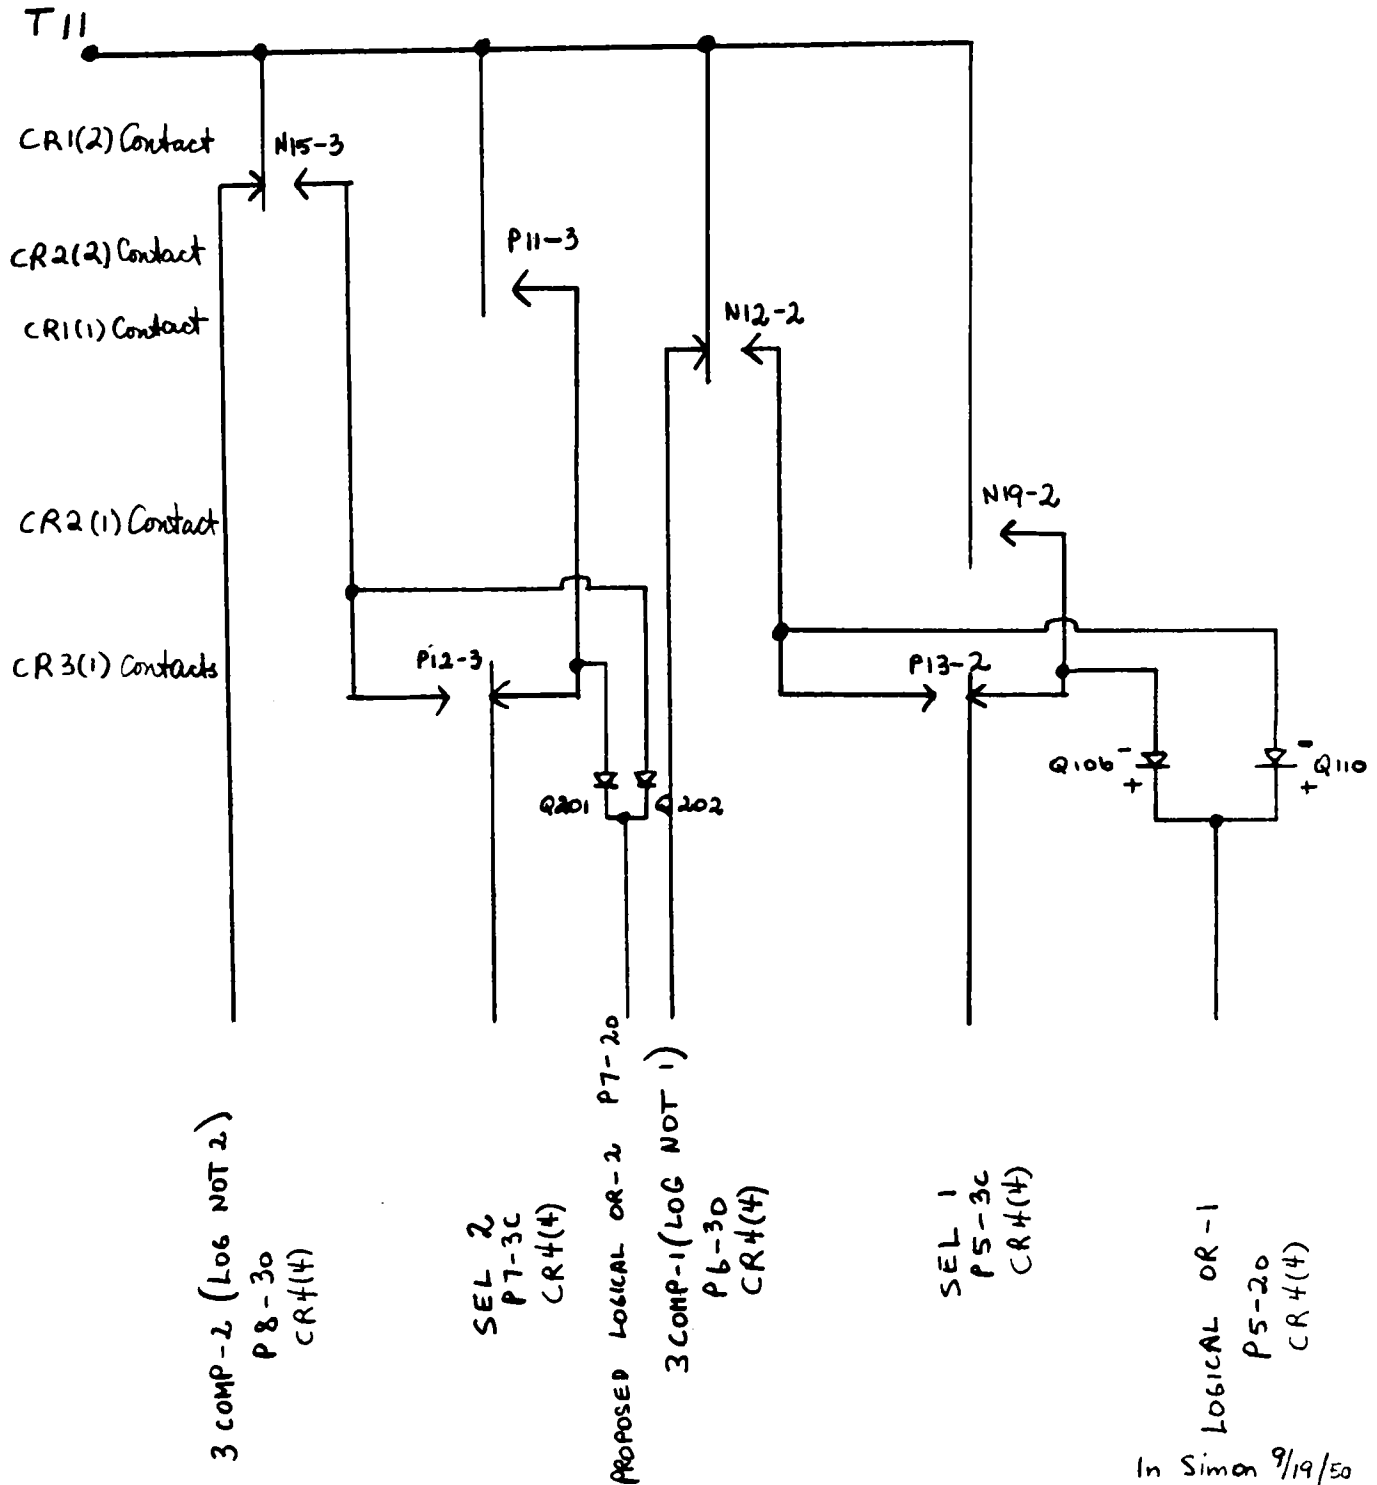 T11
CR1(2) Contact
N15-3
CR2(2) Contact
P11-3
CR1(1) Contact
N12-2
CR2(1) Contact
N19-2
CR3(1) Contacts
P12-3
P13-2
Q201
Q202
Q106
-
+
-
+
Q110
3 COMP-2 (LOG NOT 2)
P8-30
CR4(4)
SEL 2
P7-3C
CR4(4)
PROPOSED LOGICAL OR-2 P7-20
3 COMP-1 (LOG NOT 1)
P6-30
CR4(4)
SEL 1
P5-3C
CR4(4)
LOGICAL OR-1
P5-20
CR4(4)
In Simon 9/19/50